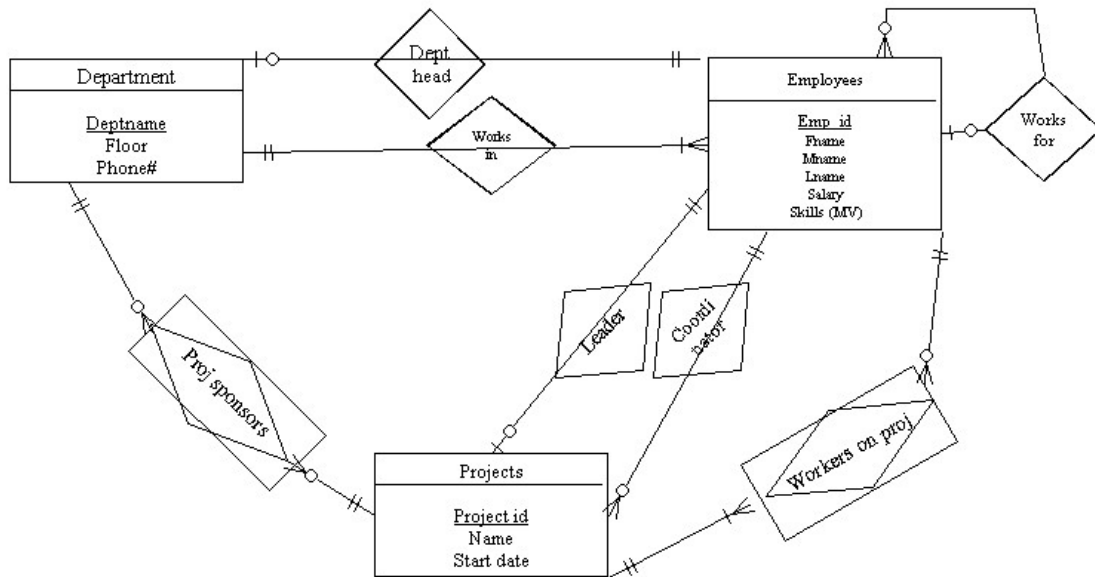 Dept
head
Department
Deptname
Floor
Phone#
Works
in
Employees
Emp_id
Fname
Mname
Lname
Salary
Skills (MV)
Works
for
Proj sponsors
Leader
Coordi
nator
Workers on proj
Projects
Project id
Name
Start date